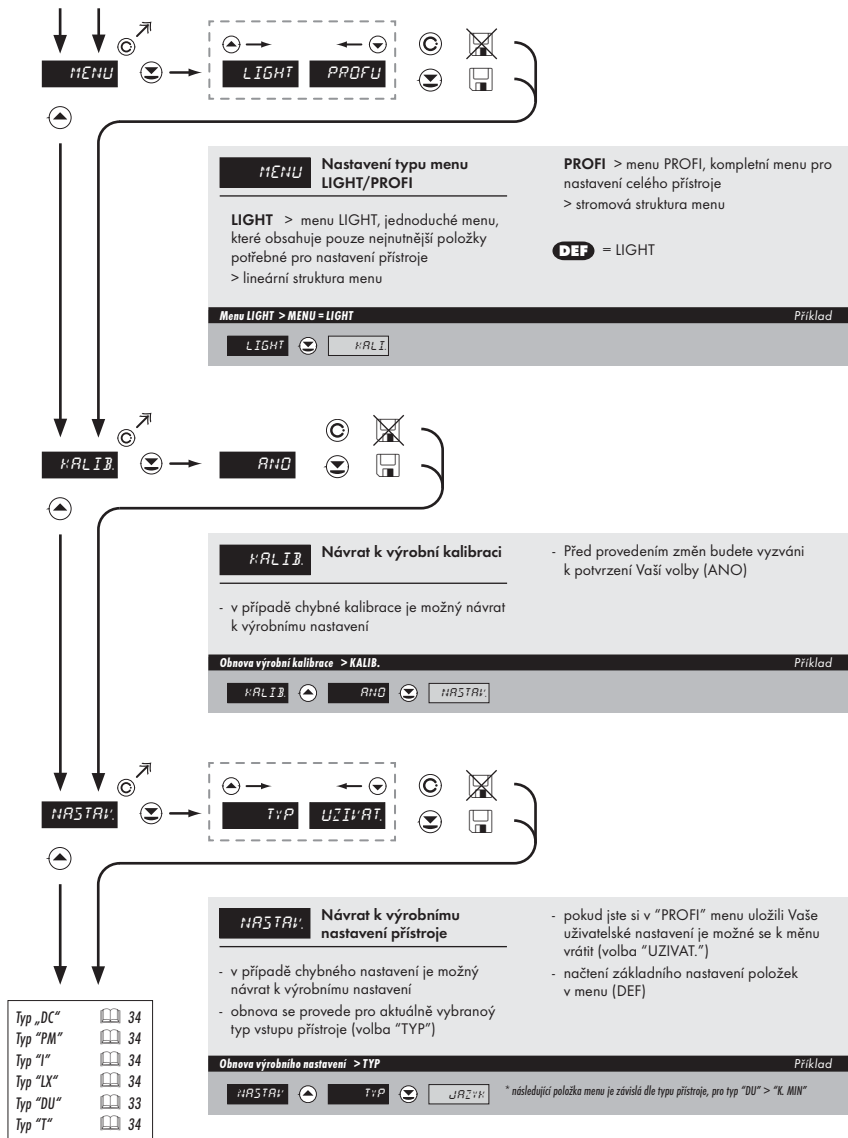 MENU
LIGHT PROFU
MENU
Nastavení typu menu
LIGHT/PROFI
LIGHT > menu LIGHT, jednoduché menu,
které obsahuje pouze nejnutnější položky
potřebné pro nastavení přístroje
> lineární struktura menu
PROFI > menu PROFI, kompletní menu pro
nastavení celého přístroje
> stromová struktura menu
DEF = LIGHT
Menu LIGHT > MENU = LIGHT Příklad
LIGHT KALI.
KALIB. ANO
KALIB.
Návrat k výrobní kalibraci
- v případě chybné kalibrace je možný návrat
k výrobnímu nastavení
- Před provedením změn budete vyzváni
k potvrzení Vaší volby (ANO)
Obnova výrobní kalibrace > KALIB. Příklad
KALIB. ANO NASTAV.
NASTAV. TYP UZIVAT.
NASTAV.
Návrat k výrobnímu
nastavení přístroje
- v případě chybného nastavení je možný
návrat k výrobnímu nastavení
- obnova se provede pro aktuálně vybranoý
typ vstupu přístroje (volba “TYP”)
- pokud jste si v “PROFI” menu uložili Vaše
uživatelské nastavení je možné se k měnu
vrátit (volba “UZIVAT.”)
- načtení základního nastavení položek
v menu (DEF)
Obnova výrobního nastavení > TYP Příklad
NASTAV TYP JAZYK * následující položka menu je závislá dle typu přístroje, pro typ “DU” > “K. MIN”
Typ „DC“ 34
Typ “PM” 34
Typ “I” 34
Typ “LX” 34
Typ “DU” 33
Typ “T“ 34